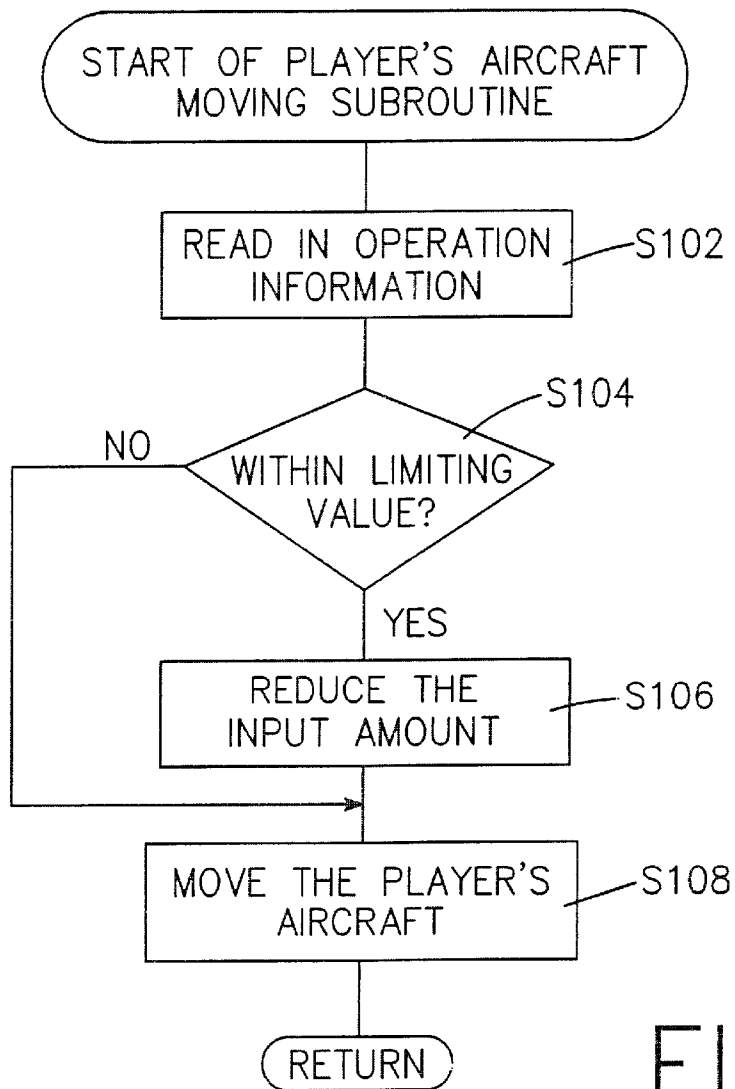 START OF PLAYER'S AIRCRAFT
MOVING SUBROUTINE
READ IN OPERATION
INFORMATION
S102
S104
NO
WITHIN LIMITING
VALUE?
YES
REDUCE THE
INPUT AMOUNT
S106
MOVE THE PLAYER'S
AIRCRAFT
S108
RETURN